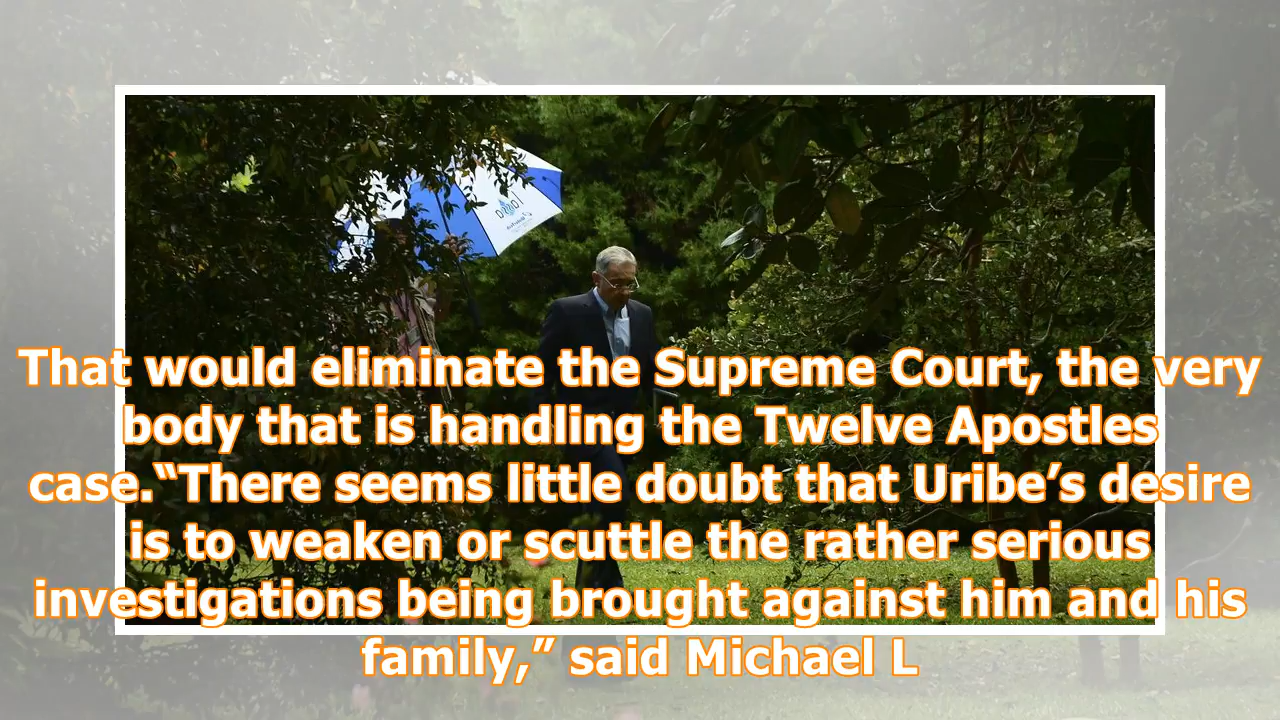 That would eliminate the Supreme Court, the very
body that is handling the Twelve Apostles
case.“There seems little doubt that Uribe’s desire
is to weaken or scuttle the rather serious
investigations being brought against him and his
family,” said Michael L